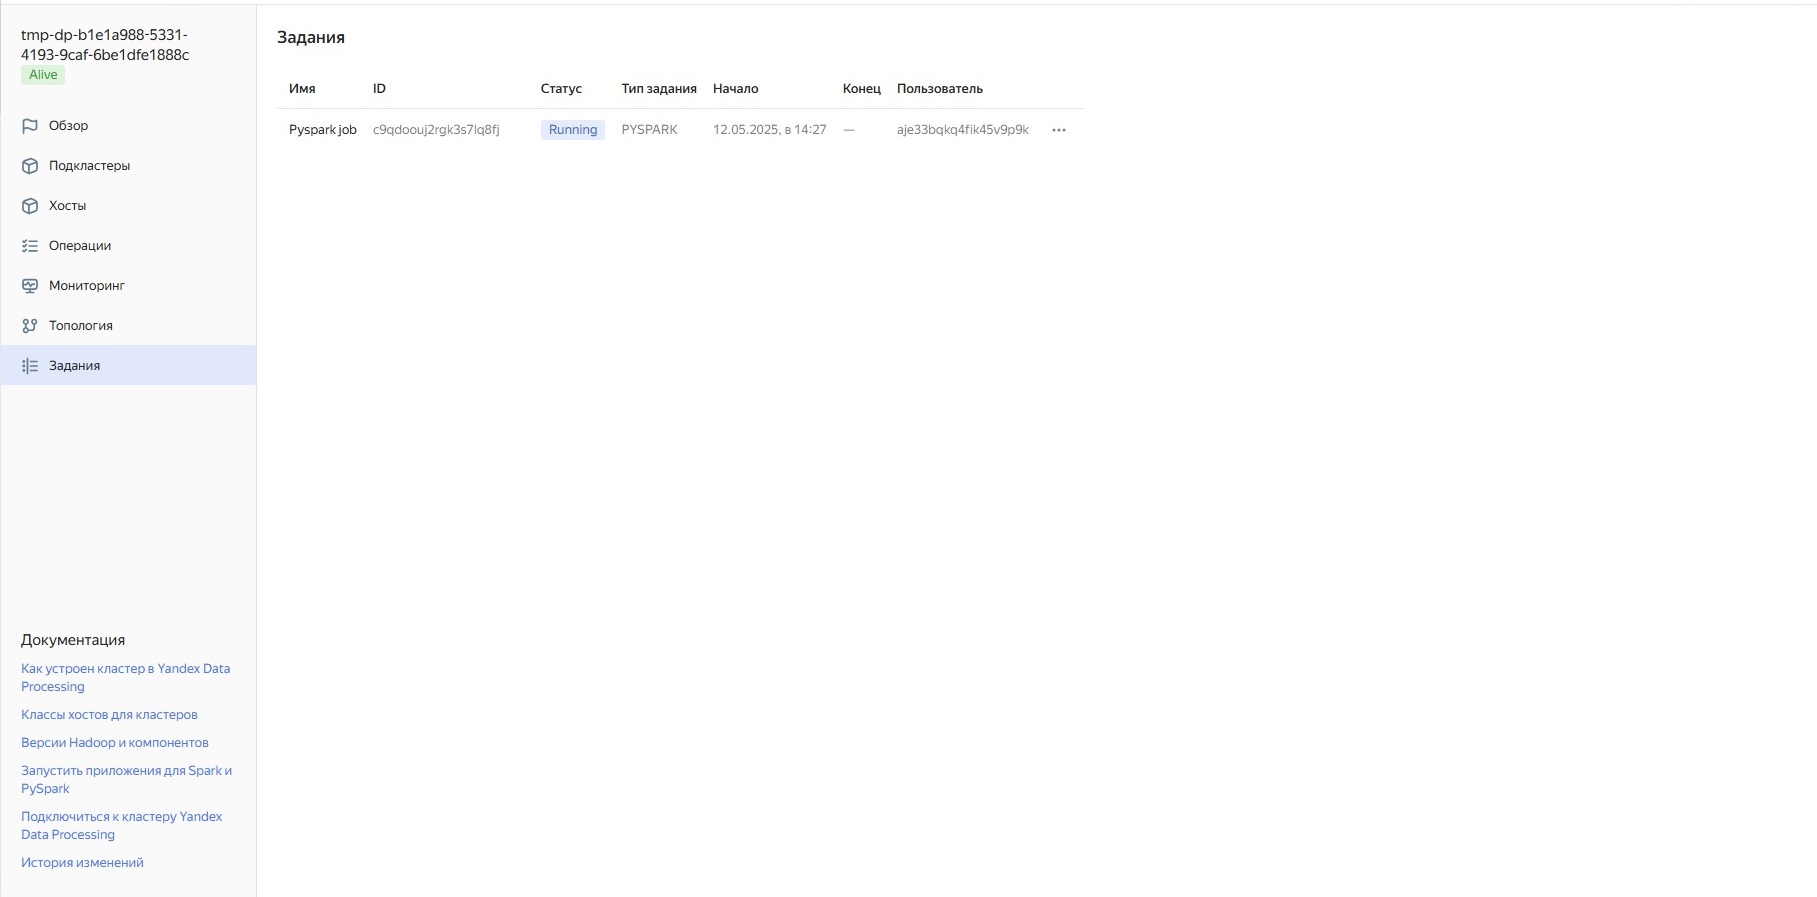 tmp-dp-b1e1a988-5331-
4193-9caf-6be1dfe1888c
Alive
Обзор
Подкластеры
Хосты
Операции
Мониторинг
Топология
Задания
Документация
Как устроен кластер в Yandex Data
Processing
Классы хостов для кластеров
Версии Hadoop и компонентов
Запустить приложения для Spark и
PySpark
Подключиться к кластеру Yandex
Data Processing
История изменений
Задания
Имя ID Статус Тип задания Начало Конец Пользователь
Pyspark job c9qdoouj2rgk3s7lq8fj Running PYSPARK 12.05.2025, в 14:27 — aje33bqkq4fik45v9p9k